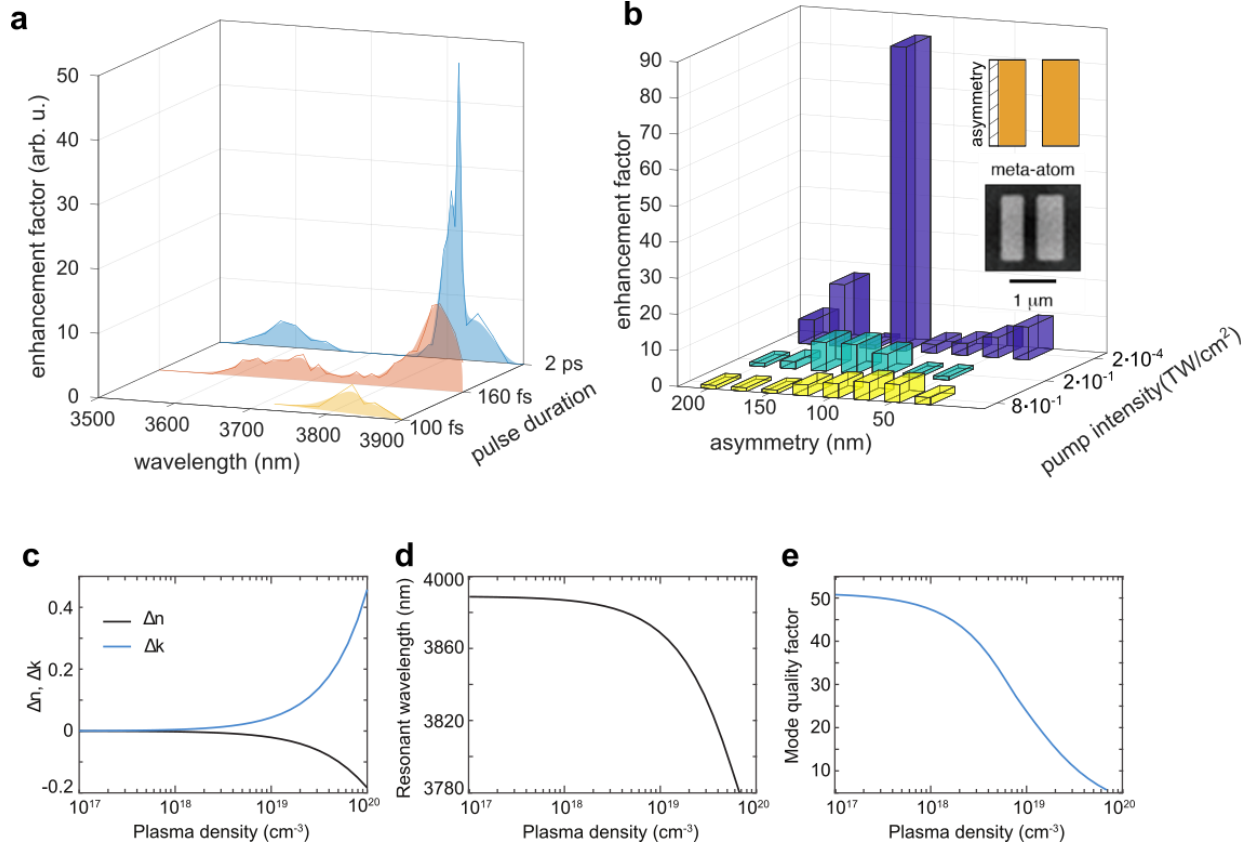 a
enhancement factor (arb. u.)
50
40
30
20
10
0
3500
3600
3700
3800
3900
wavelength (nm)
100 fs
160 fs
2 ps
pulse duration
b
enhancement factor
90
80
70
60
50
40
30
20
10
0
200
150
100
50
asymmetry (nm)
8·10⁻¹
2·10⁻¹
2·10⁻⁴
pump intensity(TW/cm²)
asymmetry
meta-atom
1 μm
c
Δn, Δk
0.4
0.2
0
-0.2
Δn
Δk
10¹⁷
10¹⁸
10¹⁹
10²⁰
Plasma density (cm⁻³)
d
Resonant wavelength (nm)
4000
3860
3820
3780
10¹⁷
10¹⁸
10¹⁹
10²⁰
Plasma density (cm⁻³)
e
Mode quality factor
50
40
30
20
10
10¹⁷
10¹⁸
10¹⁹
10²⁰
Plasma density (cm⁻³)